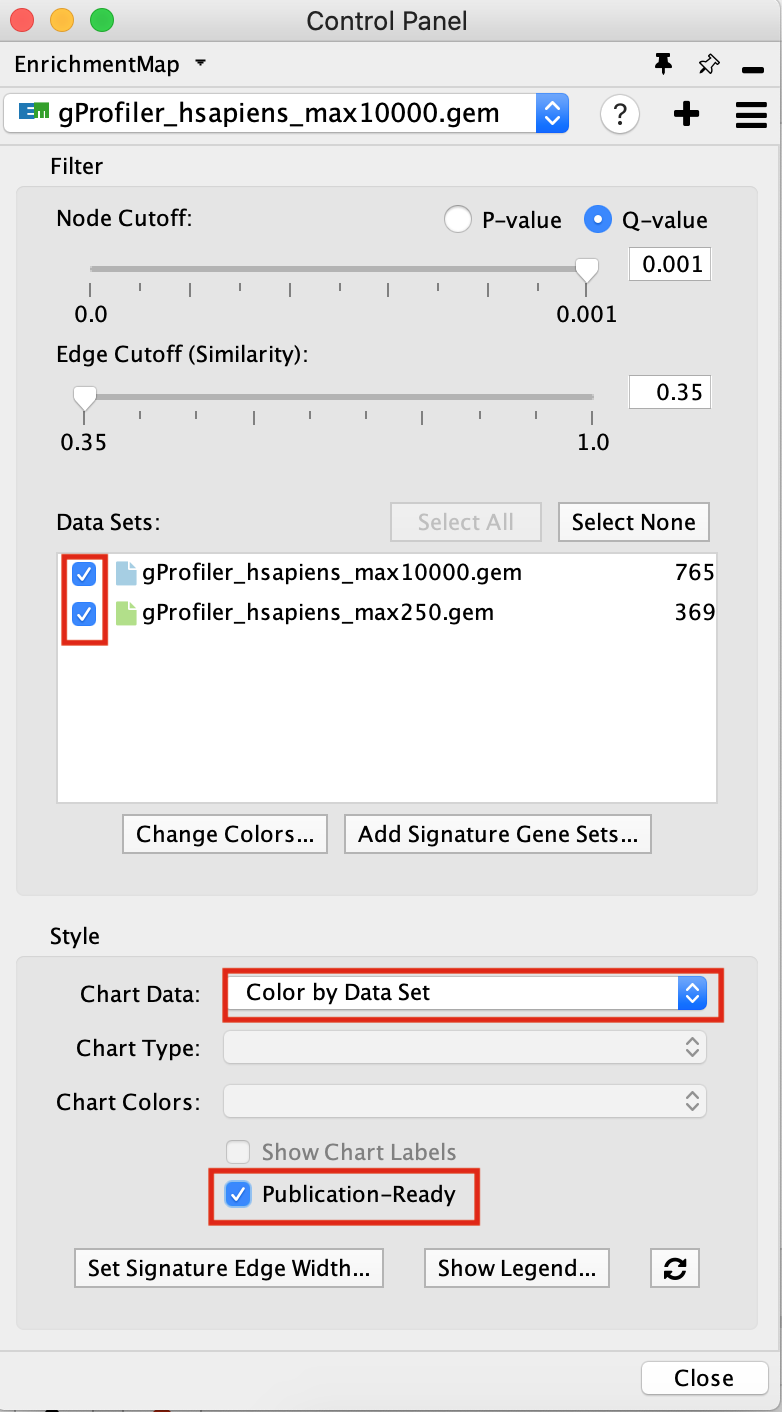 Control Panel
EnrichmentMap
EM gProfiler_hsapiens_max10000.gem ?
Filter
Node Cutoff: P-value Q-value
0.001
0.0 0.001
Edge Cutoff (Similarity):
0.35
0.35 1.0
Data Sets: Select All Select None
gProfiler_hsapiens_max10000.gem 765
gProfiler_hsapiens_max250.gem 369
Change Colors... Add Signature Gene Sets...
Style
Chart Data: Color by Data Set
Chart Type:
Chart Colors:
Show Chart Labels
Publication-Ready
Set Signature Edge Width... Show Legend...
Close